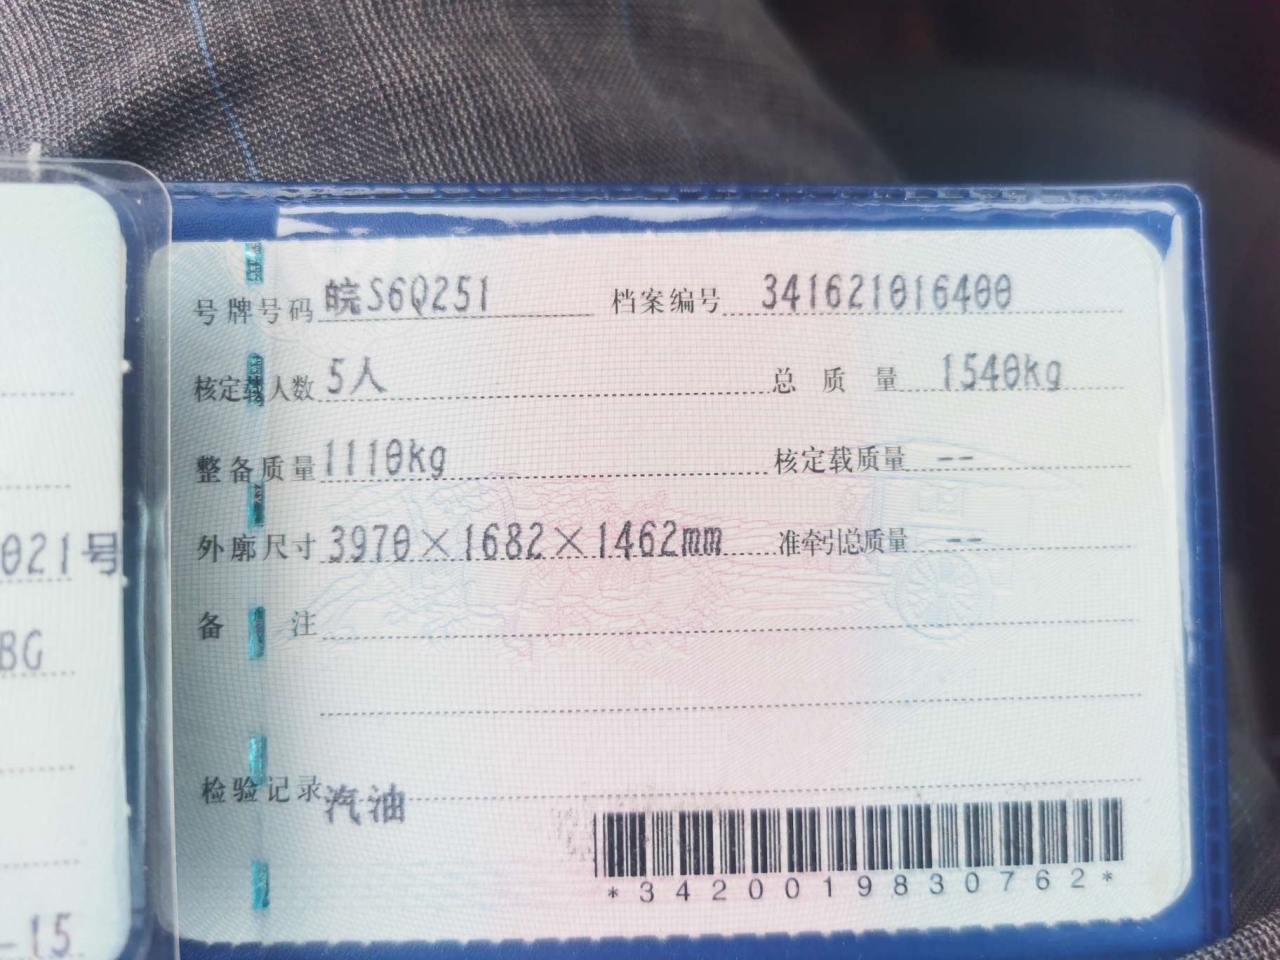 号牌号码 皖S6Q251 档案编号 341621016400
核定载人数 5人 总质量 1540kg
整备质量 1110kg 核定载质量 --
外廓尺寸 3970×1682×1462mm 准牵引总质量 --
备注
检验记录 汽油
*3420019830762*
021号
BG
-15